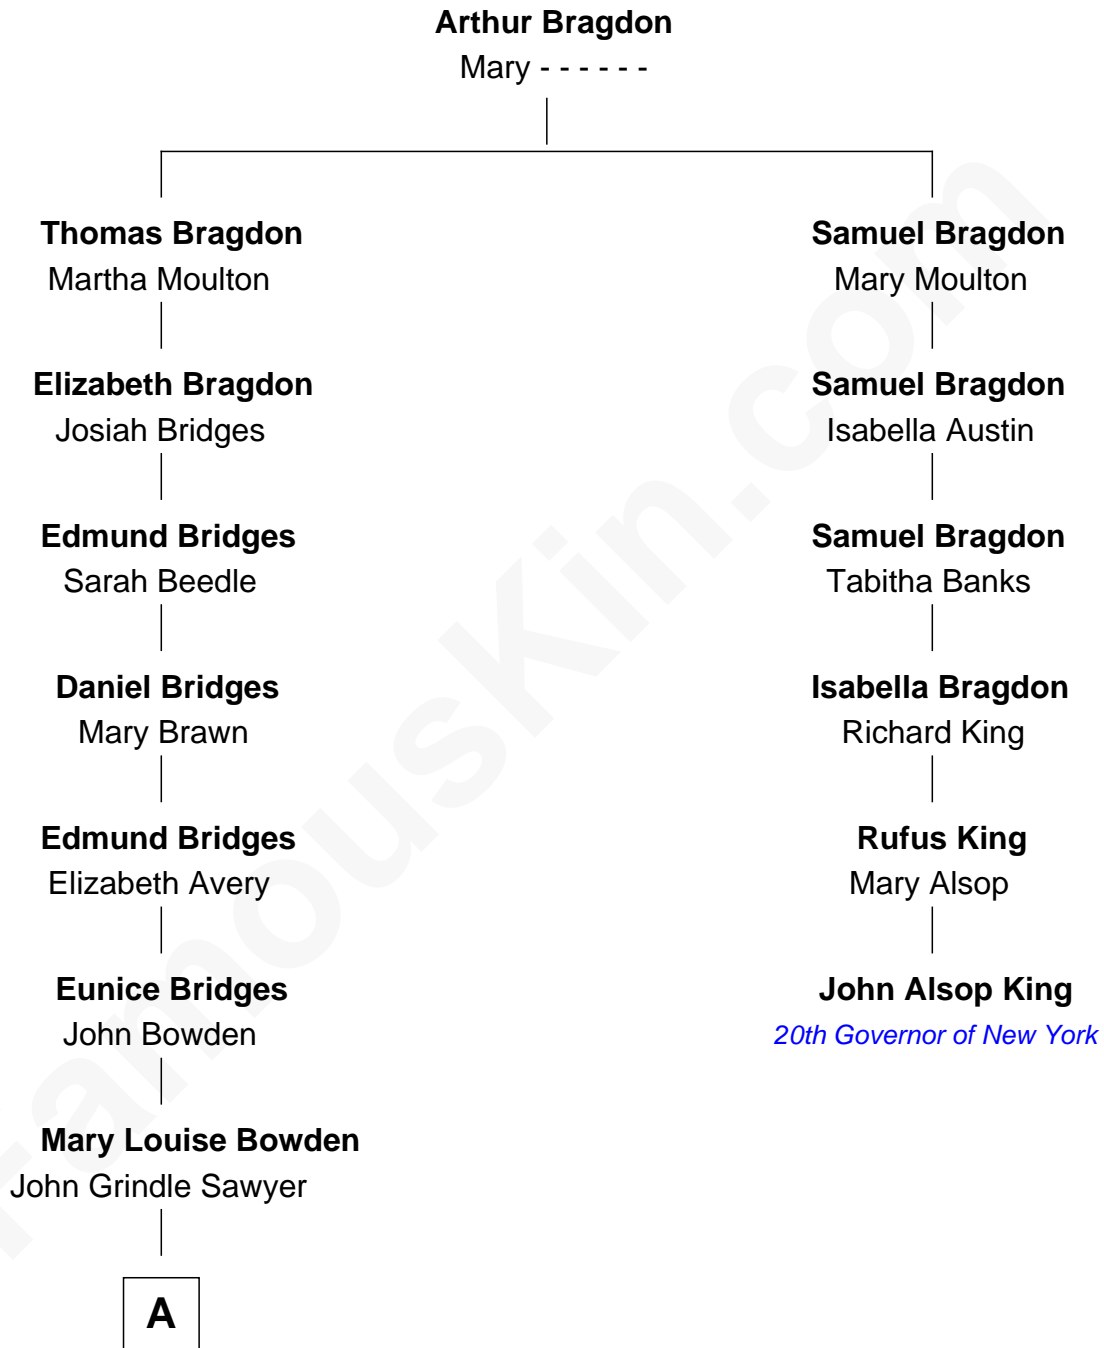 Arthur Bragdon
Mary - - - - - -
Thomas Bragdon
Martha Moulton
Samuel Bragdon
Mary Moulton
Elizabeth Bragdon
Josiah Bridges
Samuel Bragdon
Isabella Austin
Edmund Bridges
Sarah Beedle
Samuel Bragdon
Tabitha Banks
Daniel Bridges
Mary Brawn
Isabella Bragdon
Richard King
Edmund Bridges
Elizabeth Avery
Rufus King
Mary Alsop
Eunice Bridges
John Bowden
John Alsop King
20th Governor of New York
Mary Louise Bowden
John Grindle Sawyer
A
FamousKin.com